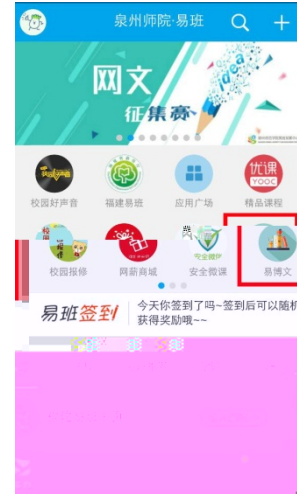 泉州师院·易班
网文
征集赛
idea
校园好声音
福建易班
应用广场
优课
YOOC
精品课程
校园报修
网薪商城
安全微课
易博文
易班签到
今天你签到了吗~签到后可以随机
获得奖励哦~~